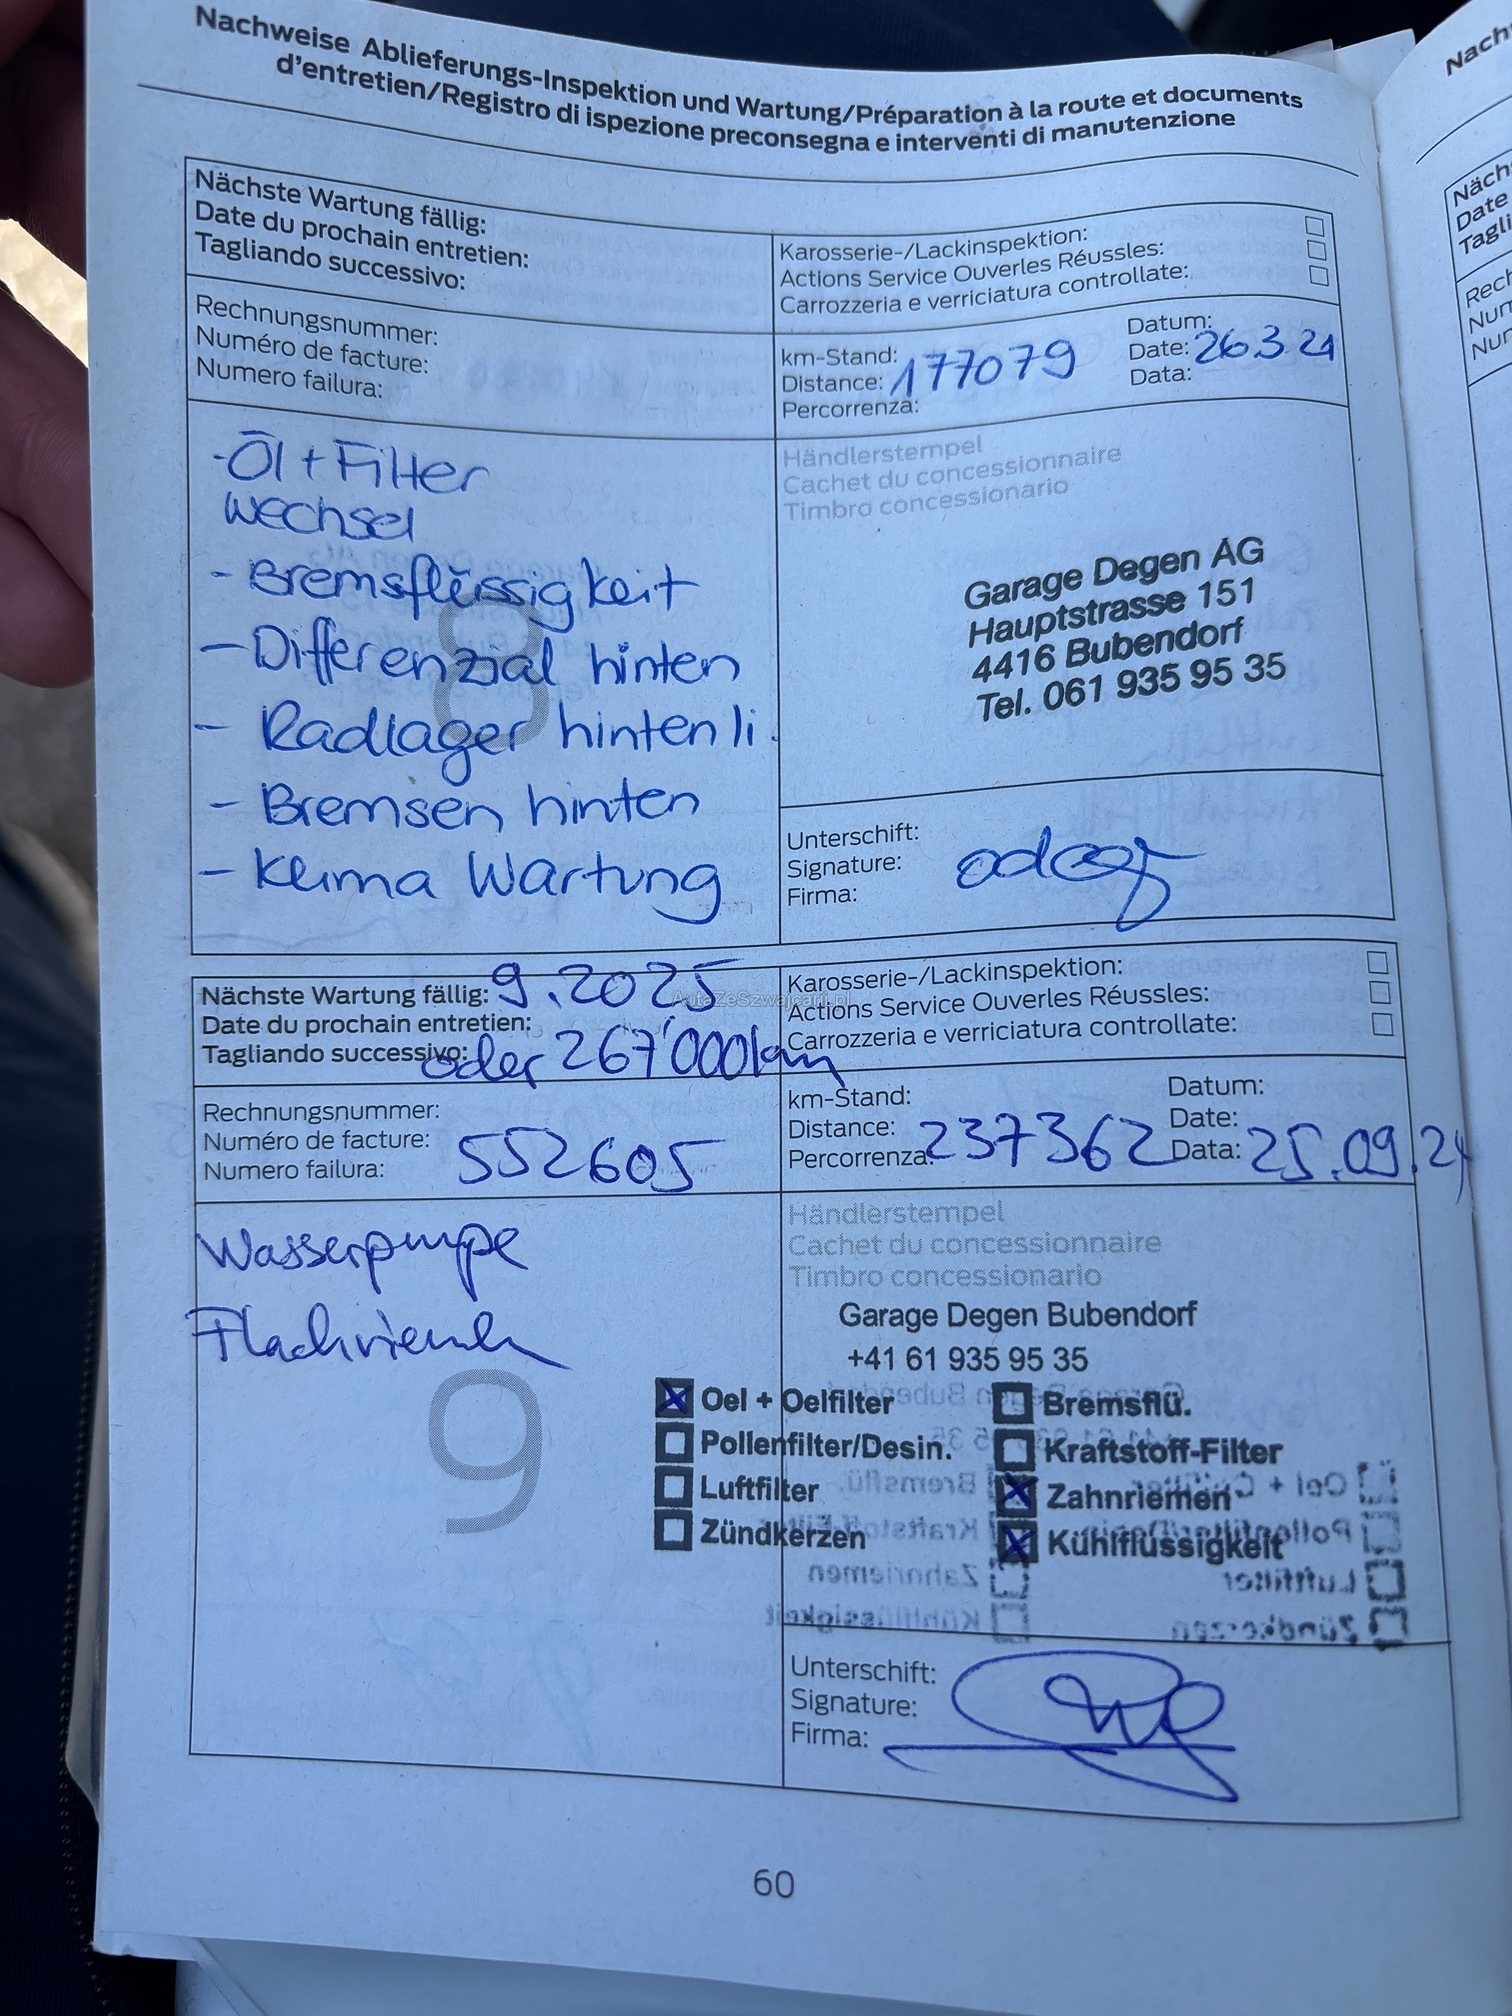 Nachweise Ablieferungs-Inspektion und Wartung/Préparation à la route et documents
d'entretien/Registro di ispezione preconsegna e interventi di manutenzione
Nächste Wartung fällig:
Date du prochain entretien:
Tagliando successivo:
Karosserie-/Lackinspektion:
Actions Service Ouverles Réussles:
Carrozzeria e verriciatura controllate:
Rechnungsnummer:
Numéro de facture:
Numero failura:
km-Stand:
Distance: 177079
Percorrenza:
Datum:
Date: 26.3.21
Data:
- Öl + Filter
wechsel
- Bremsflüssigkeit
- Differenzial hinten
- Radlager hinten li.
- Bremsen hinten
- Klima Wartung
8
Händlerstempel
Cachet du concessionnaire
Timbro concessionario
Garage Degen AG
Hauptstrasse 151
4416 Bubendorf
Tel. 061 935 95 35
Unterschift:
Signature:
Firma:
Nächste Wartung fällig: 9.2025
Date du prochain entretien:
Tagliando successivo: oder 267'000km
AutaZeSzwajcarii.pl
Karosserie-/Lackinspektion:
Actions Service Ouverles Réussles:
Carrozzeria e verriciatura controllate:
Rechnungsnummer:
Numéro de facture: 552605
Numero failura:
km-Stand:
Distance: 237362
Percorrenza:
Datum:
Date:
Data: 25.09.24
Wasserpumpe
Flachriemen
9
Händlerstempel
Cachet du concessionnaire
Timbro concessionario
Garage Degen Bubendorf
+41 61 935 95 35
Oel + Oelfilter
Bremsflü.
Pollenfilter/Desin.
Kraftstoff-Filter
Luftfilter
Zahnriemen
Zündkerzen
Kühlflüssigkeit
Unterschift:
Signature:
Firma:
60